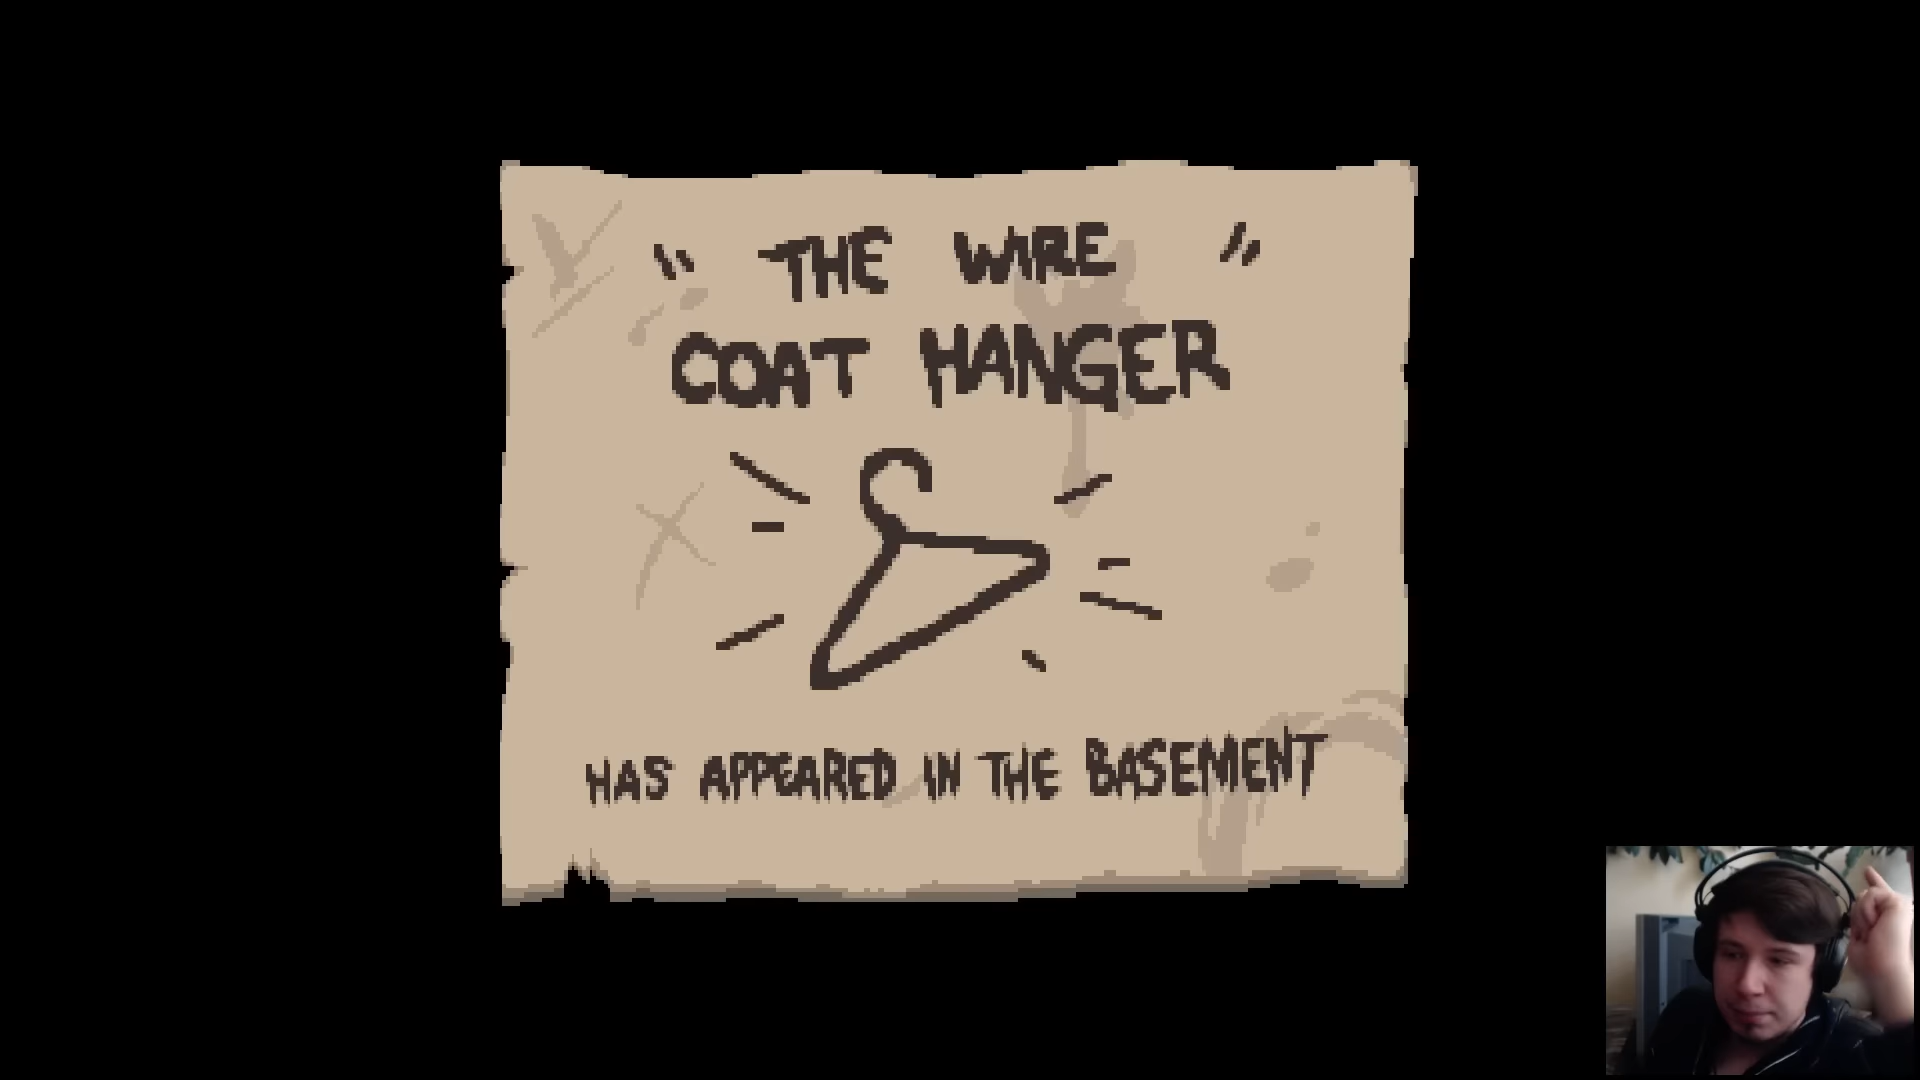 " THE WIRE "
COAT HANGER
HAS APPEARED IN THE BASEMENT